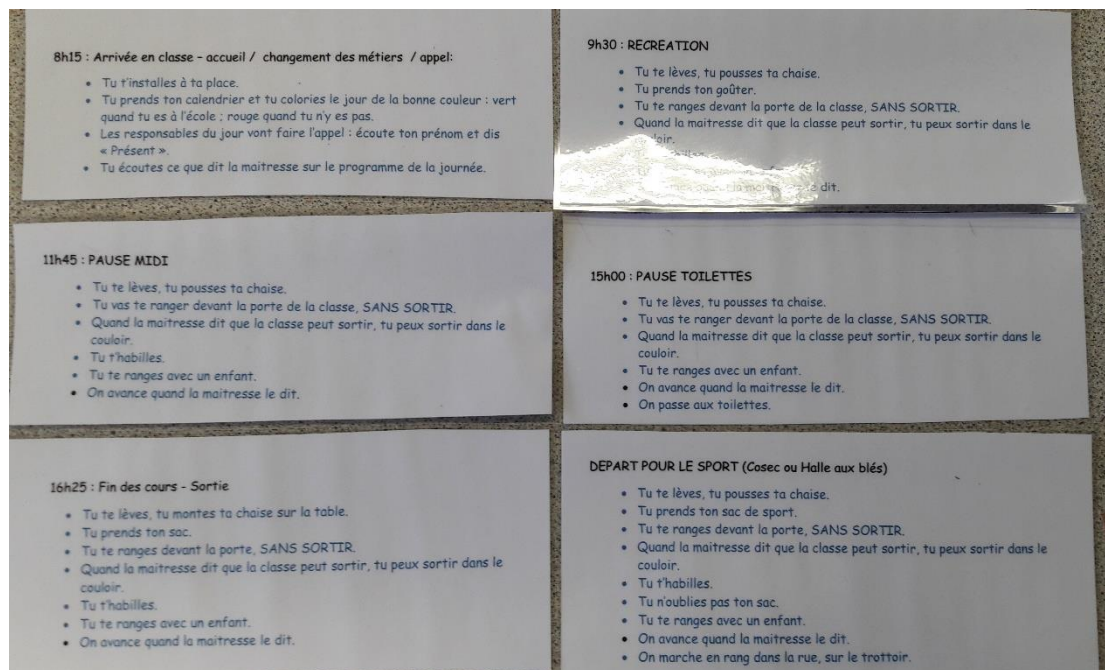 8h15 : Arrivée en classe – accueil / changement des métiers / appel:
• Tu t'installes à ta place.
• Tu prends ton calendrier et tu colories le jour de la bonne couleur : vert
quand tu es à l'école ; rouge quand tu n'y es pas.
• Les responsables du jour vont faire l'appel : écoute ton prénom et dis
« Présent ».
• Tu écoutes ce que dit la maitresse sur le programme de la journée.
9h30 : RECREATION
• Tu te lèves, tu pousses ta chaise.
• Tu prends ton goûter.
• Tu te ranges devant la porte de la classe, SANS SORTIR.
• Quand la maitresse dit que la classe peut sortir, tu peux sortir dans le
le dit.
11h45 : PAUSE MIDI
• Tu te lèves, tu pousses ta chaise.
• Tu vas te ranger devant la porte de la classe, SANS SORTIR.
• Quand la maitresse dit que la classe peut sortir, tu peux sortir dans le
couloir.
• Tu t'habilles.
• Tu te ranges avec un enfant.
• On avance quand la maitresse le dit.
15h00 : PAUSE TOILETTES
• Tu te lèves, tu pousses ta chaise.
• Tu vas te ranger devant la porte de la classe, SANS SORTIR.
• Quand la maitresse dit que la classe peut sortir, tu peux sortir dans le
couloir.
• Tu te ranges avec un enfant.
• On avance quand la maitresse le dit.
• On passe aux toilettes.
16h25 : Fin des cours - Sortie
• Tu te lèves, tu montes ta chaise sur la table.
• Tu prends ton sac.
• Tu te ranges devant la porte, SANS SORTIR.
• Quand la maitresse dit que la classe peut sortir, tu peux sortir dans le
couloir.
• Tu t'habilles.
• Tu te ranges avec un enfant.
• On avance quand la maitresse le dit.
DEPART POUR LE SPORT (Cosec ou Halle aux blés)
• Tu te lèves, tu pousses ta chaise.
• Tu prends ton sac de sport.
• Tu te ranges devant la porte, SANS SORTIR.
• Quand la maitresse dit que la classe peut sortir, tu peux sortir dans le
couloir.
• Tu t'habilles.
• Tu n'oublies pas ton sac.
• Tu te ranges avec un enfant.
• On avance quand la maitresse le dit.
• On marche en rang dans la rue, sur le trottoir.